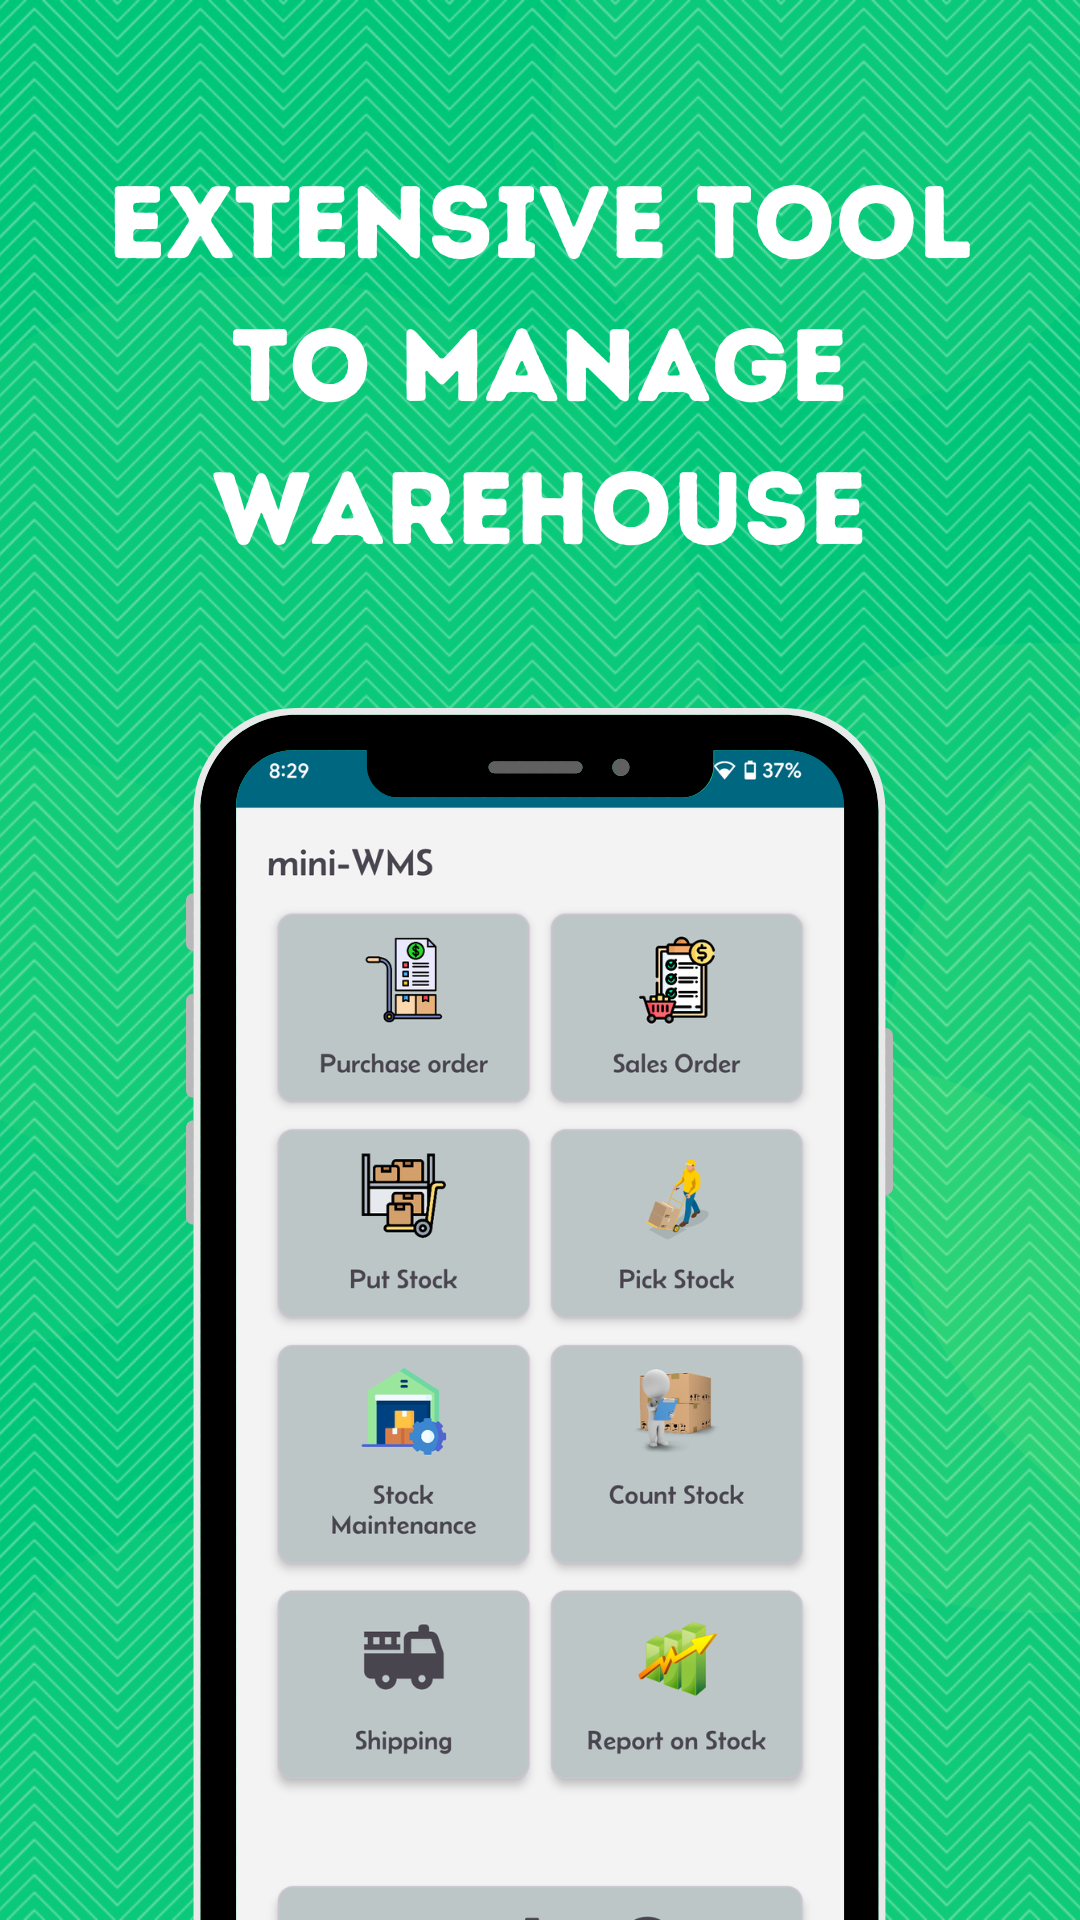 EXTENSIVE TOOL
TO MANAGE
WAREHOUSE
8:29
37%
mini-WMS
Purchase order
Sales Order
Put Stock
Pick Stock
Stock
Maintenance
Count Stock
Shipping
Report on Stock